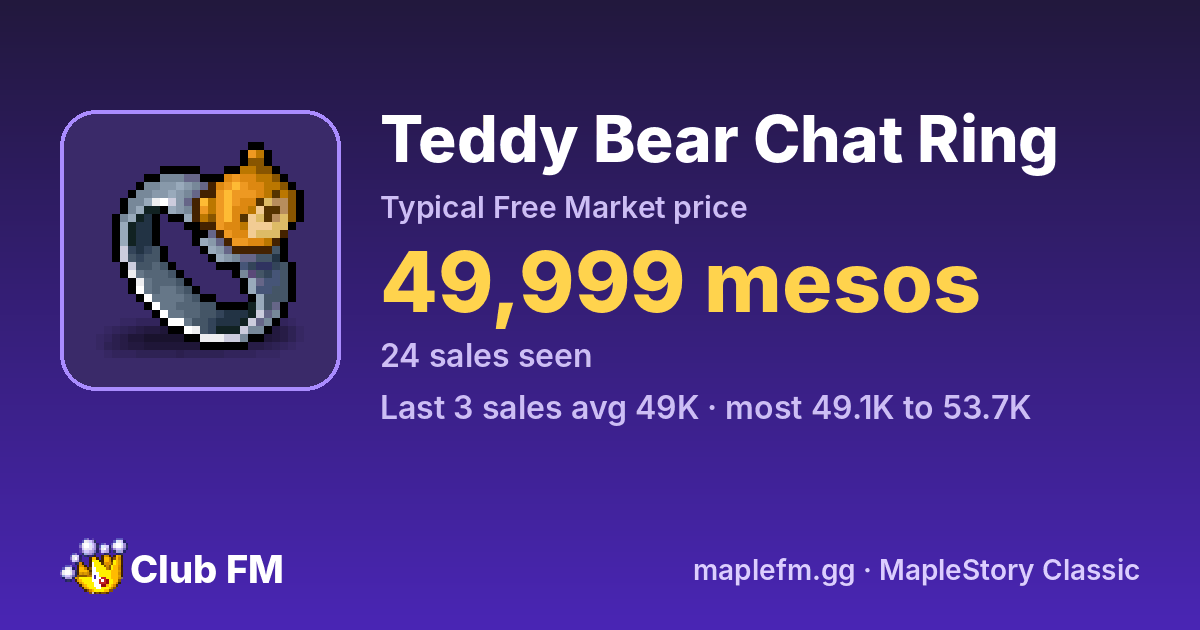 Teddy Bear Chat Ring
Typical Free Market price
49,999 mesos
24 sales seen
Last 3 sales avg 49K · most 49.1K to 53.7K
Club FM
maplefm.gg · MapleStory Classic